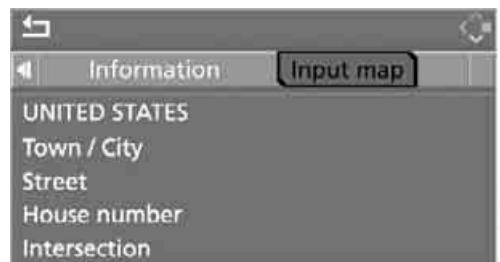 Information Input map
UNITED STATES
Town / City
Street
House number
Intersection